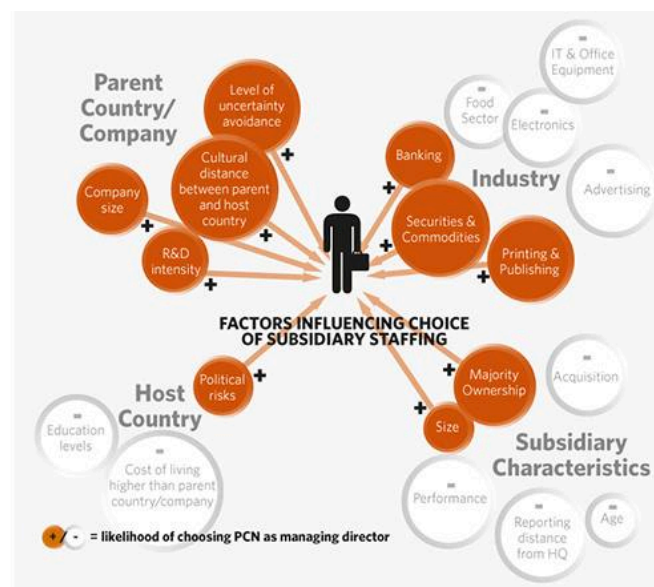 Parent
Country/
Company
Level of
uncertainty
avoidance
+
Cultural
distance
between parent
and host
country
+
Company
size
+
R&D
intensity
+
-
IT & Office
Equipment
-
Food
Sector
-
Electronics
Banking
+
Industry
-
Advertising
Securities &
Commodities
+
Printing &
Publishing
+
FACTORS INFLUENCING CHOICE
OF SUBSIDIARY STAFFING
Political
risks
+
Host
Country
-
Education
levels
-
Cost of living
higher than parent
country/company
Majority
Ownership
+
Size
+
-
Acquisition
Subsidiary
Characteristics
-
Performance
-
Reporting
distance
from HQ
-
Age
+/- = likelihood of choosing PCN as managing director